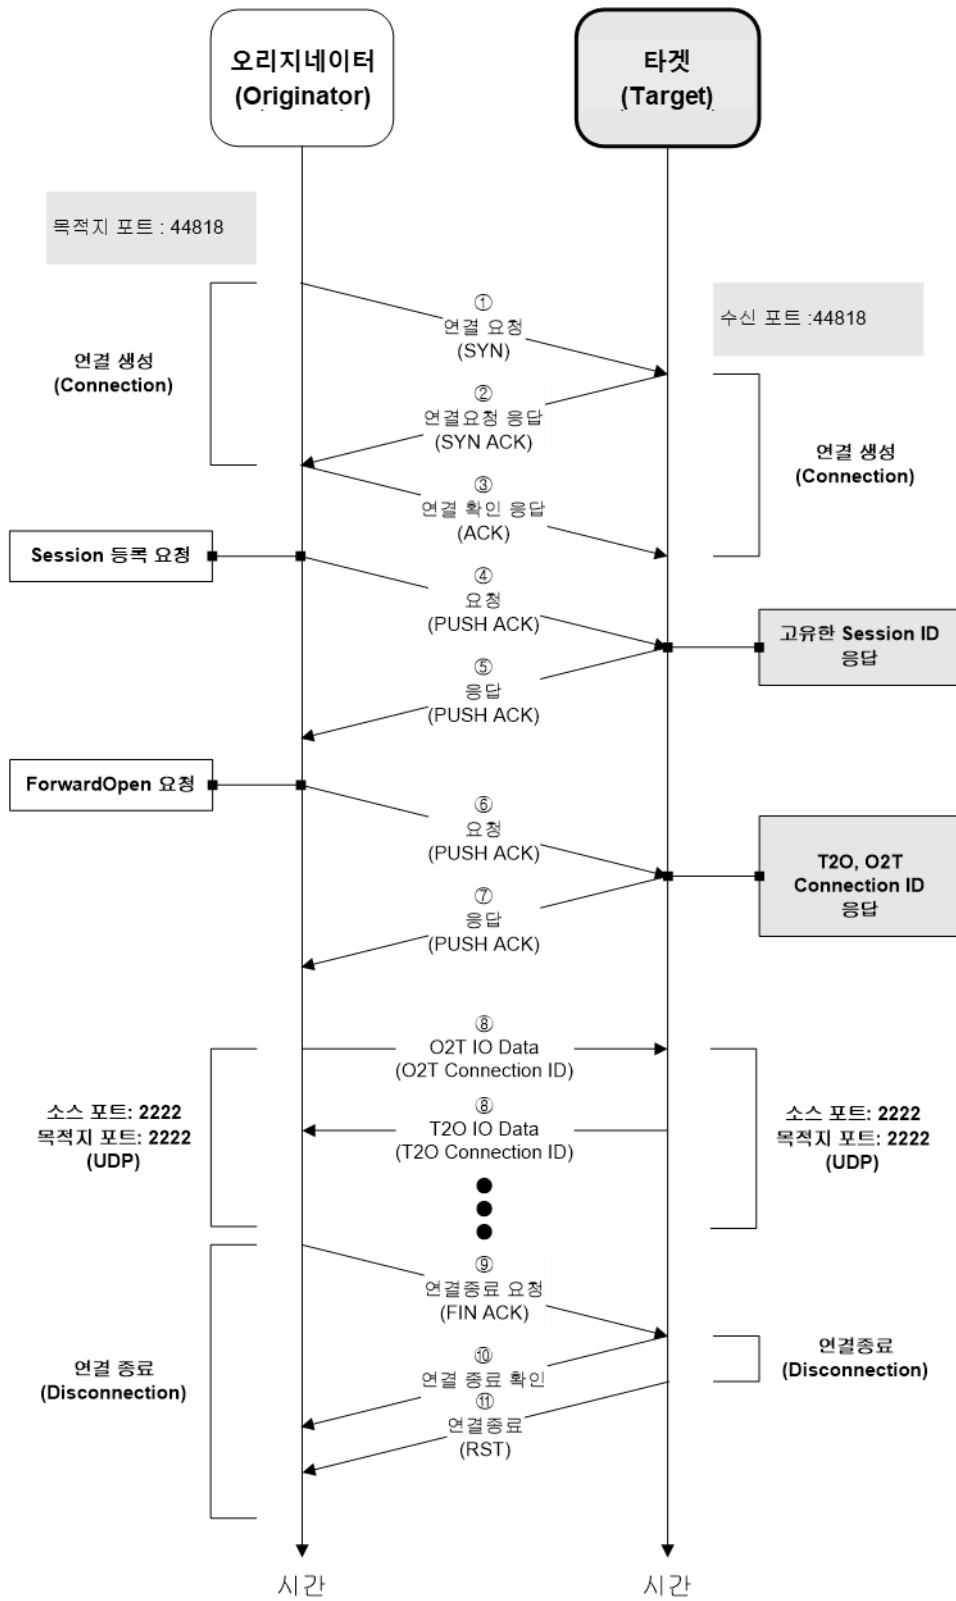 오리지네이터
(Originator)
타겟
(Target)
목적지 포트 : 44818
수신 포트 :44818
①
연결 요청
(SYN)
연결 생성
(Connection)
②
연결요청 응답
(SYN ACK)
연결 생성
(Connection)
③
연결 확인 응답
(ACK)
Session 등록 요청
④
요청
(PUSH ACK)
고유한 Session ID
응답
⑤
응답
(PUSH ACK)
ForwardOpen 요청
⑥
요청
(PUSH ACK)
T2O, O2T
Connection ID
응답
⑦
응답
(PUSH ACK)
⑧
O2T IO Data
(O2T Connection ID)
소스 포트: 2222
목적지 포트: 2222
(UDP)
⑧
T2O IO Data
(T2O Connection ID)
소스 포트: 2222
목적지 포트: 2222
(UDP)
⑨
연결종료 요청
(FIN ACK)
연결 종료
(Disconnection)
⑩
연결 종료 확인
연결종료
(Disconnection)
⑪
연결종료
(RST)
시간
시간